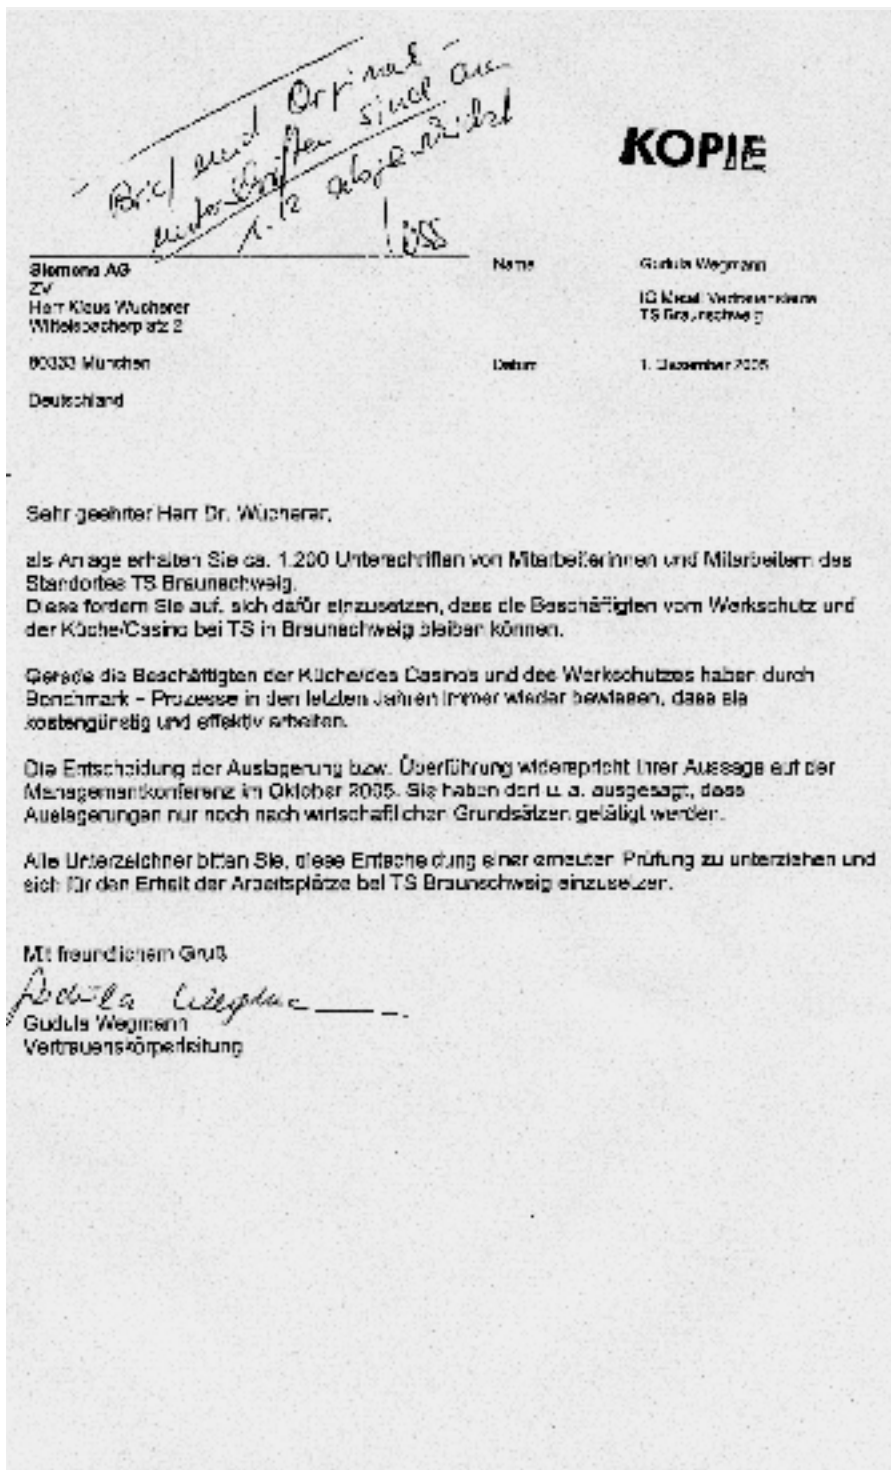 Brief und Orginal-
unterschriften sind am
1.12 abgeschickt
KOPIE
Siemens AG
ZV
Herr Klaus Wucherer
Wittelsbacherplatz 2
80333 München
Deutschland
Name Gudula Wegmann
IG Metall Vertrauensleute
TS Braunschweig
Datum 1. Dezember 2005
Sehr geehrter Herr Dr. Wucherer,
als Anlage erhalten Sie ca. 1.200 Unterschriften von Mitarbeiterinnen und Mitarbeitern des
Standortes TS Braunschweig.
Diese fordern Sie auf, sich dafür einzusetzen, dass die Beschäftigten vom Werkschutz und
der Küche/Casino bei TS in Braunschweig bleiben können.
Gerade die Beschäftigten der Küche/des Casinos und des Werkschutzes haben durch
Benchmark – Prozesse in den letzten Jahren immer wieder bewiesen, dass sie
kostengünstig und effektiv arbeiten.
Die Entscheidung der Auslagerung bzw. Überführung widerspricht Ihrer Aussage auf der
Managementkonferenz im Oktober 2005. Sie haben dort u. a. ausgesagt, dass
Auslagerungen nur noch nach wirtschaftlichen Grundsätzen getätigt werden.
Alle Unterzeichner bitten Sie, diese Entscheidung einer erneuten Prüfung zu unterziehen und
sich für den Erhalt der Arbeitsplätze bei TS Braunschweig einzusetzen.
Mit freundlichem Gruß
Gudula Wegmann
Gudula Wegmann
Vertrauenskörperleitung